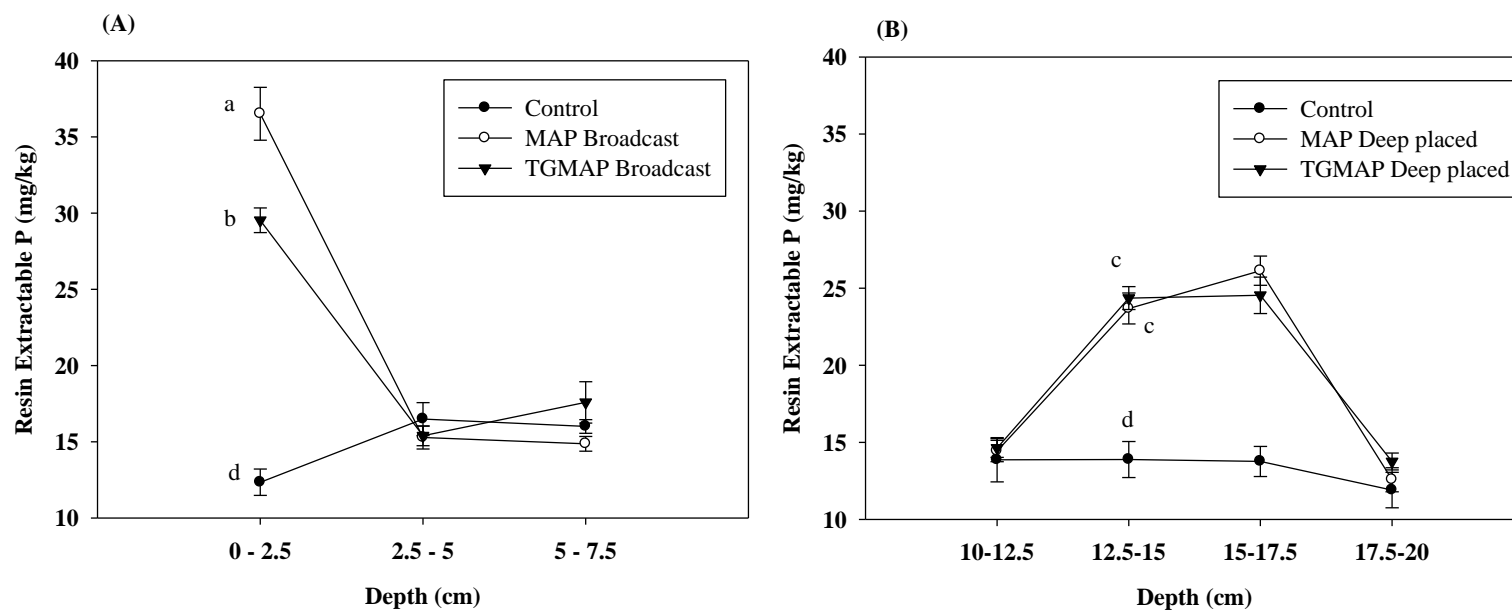 (A)
Resin Extractable P (mg/kg)
40
35
30
25
20
15
10
a
b
d
Control
MAP Broadcast
TGMAP Broadcast
0 - 2.5
2.5 - 5
5 - 7.5
Depth (cm)
(B)
Resin Extractable P (mg/kg)
40
35
30
25
20
15
10
c
c
d
Control
MAP Deep placed
TGMAP Deep placed
10-12.5
12.5-15
15-17.5
17.5-20
Depth (cm)